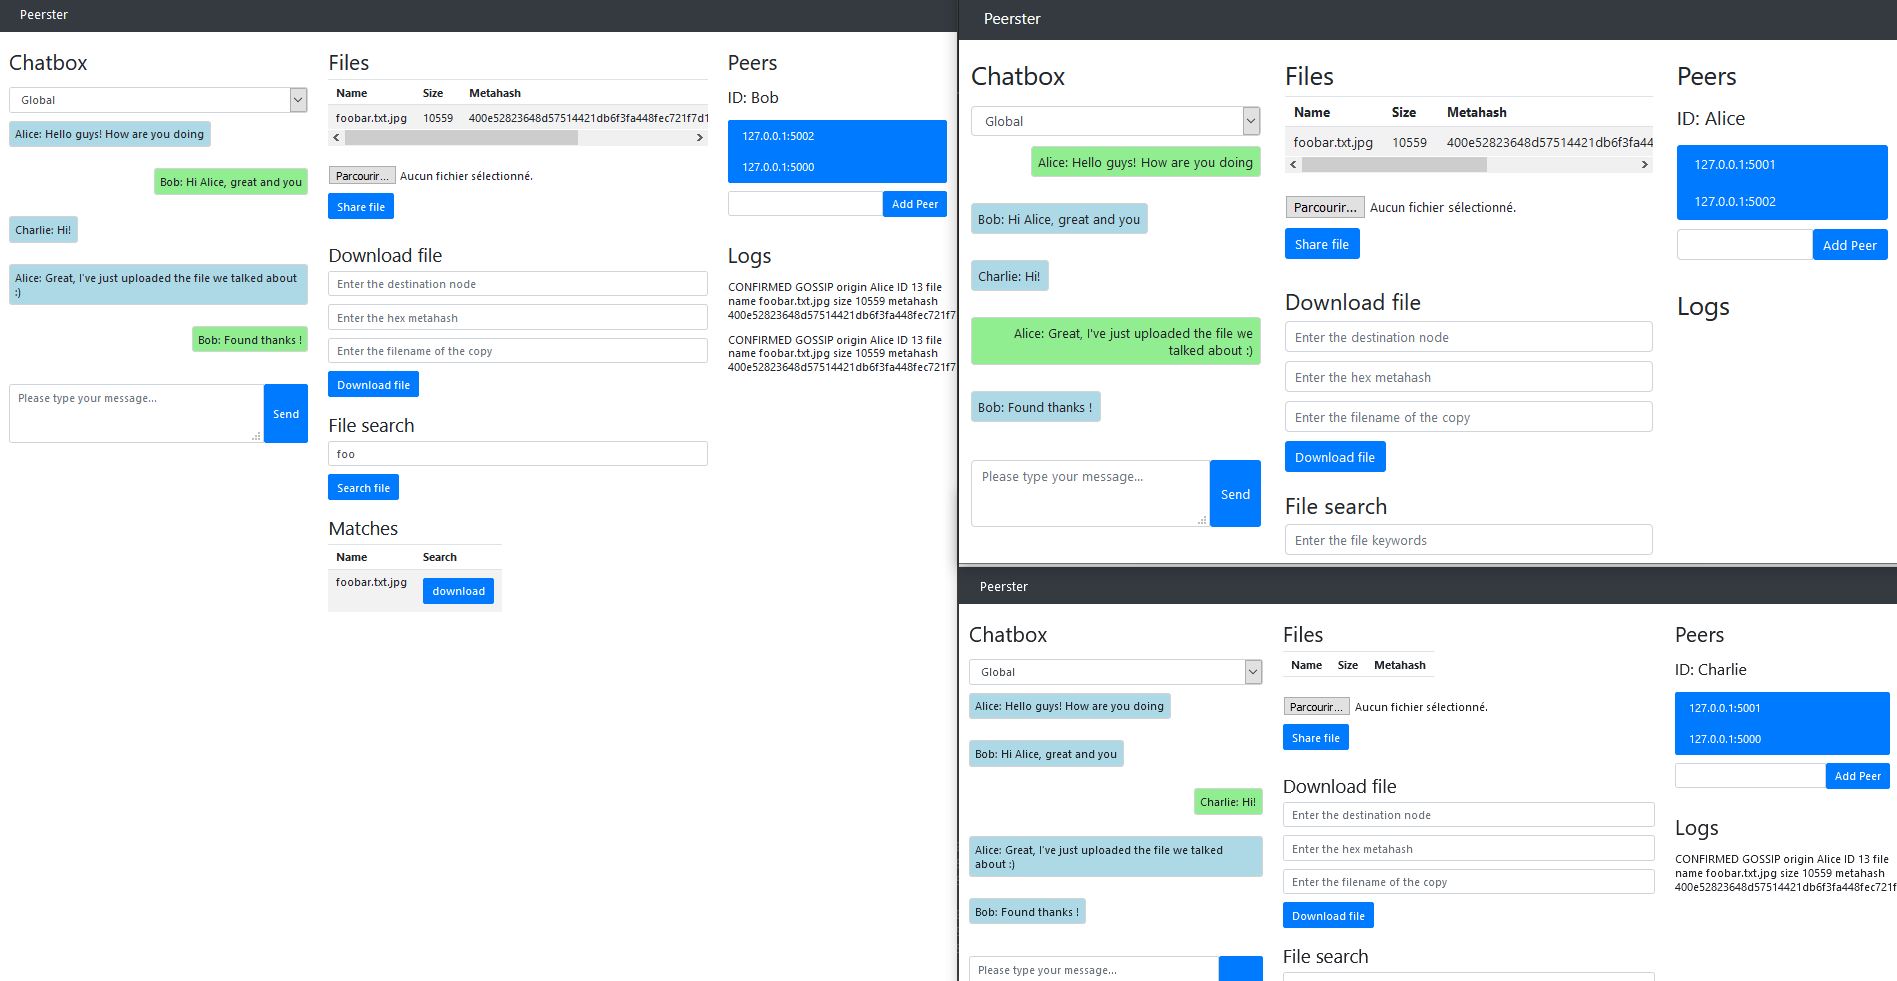 Peerster
Chatbox
Global
Alice: Hello guys! How are you doing
Bob: Hi Alice, great and you
Charlie: Hi!
Alice: Great, I've just uploaded the file we talked about
:)
Bob: Found thanks !
Please type your message...
Send
Files
Name Size Metahash
foobar.txt.jpg 10559 400e52823648d57514421db6f3fa448fec721f7d1
Parcourir... Aucun fichier sélectionné.
Share file
Download file
Enter the destination node
Enter the hex metahash
Enter the filename of the copy
Download file
File search
foo
Search file
Matches
Name Search
foobar.txt.jpg download
Peers
ID: Bob
127.0.0.1:5002
127.0.0.1:5000
Add Peer
Logs
CONFIRMED GOSSIP origin Alice ID 13 file
name foobar.txt.jpg size 10559 metahash
400e52823648d57514421db6f3fa448fec721f7
CONFIRMED GOSSIP origin Alice ID 13 file
name foobar.txt.jpg size 10559 metahash
400e52823648d57514421db6f3fa448fec721f7
Peerster
Chatbox
Global
Alice: Hello guys! How are you doing
Bob: Hi Alice, great and you
Charlie: Hi!
Alice: Great, I've just uploaded the file we
talked about :)
Bob: Found thanks !
Please type your message...
Send
Files
Name Size Metahash
foobar.txt.jpg 10559 400e52823648d57514421db6f3fa44
Parcourir... Aucun fichier sélectionné.
Share file
Download file
Enter the destination node
Enter the hex metahash
Enter the filename of the copy
Download file
File search
Enter the file keywords
Peers
ID: Alice
127.0.0.1:5001
127.0.0.1:5002
Add Peer
Logs
Peerster
Chatbox
Global
Alice: Hello guys! How are you doing
Bob: Hi Alice, great and you
Charlie: Hi!
Alice: Great, I've just uploaded the file we talked
about :)
Bob: Found thanks !
Please type your message...
Files
Name Size Metahash
Parcourir... Aucun fichier sélectionné.
Share file
Download file
Enter the destination node
Enter the hex metahash
Enter the filename of the copy
Download file
File search
Peers
ID: Charlie
127.0.0.1:5001
127.0.0.1:5000
Add Peer
Logs
CONFIRMED GOSSIP origin Alice ID 13 file
name foobar.txt.jpg size 10559 metahash
400e52823648d57514421db6f3fa448fec721f